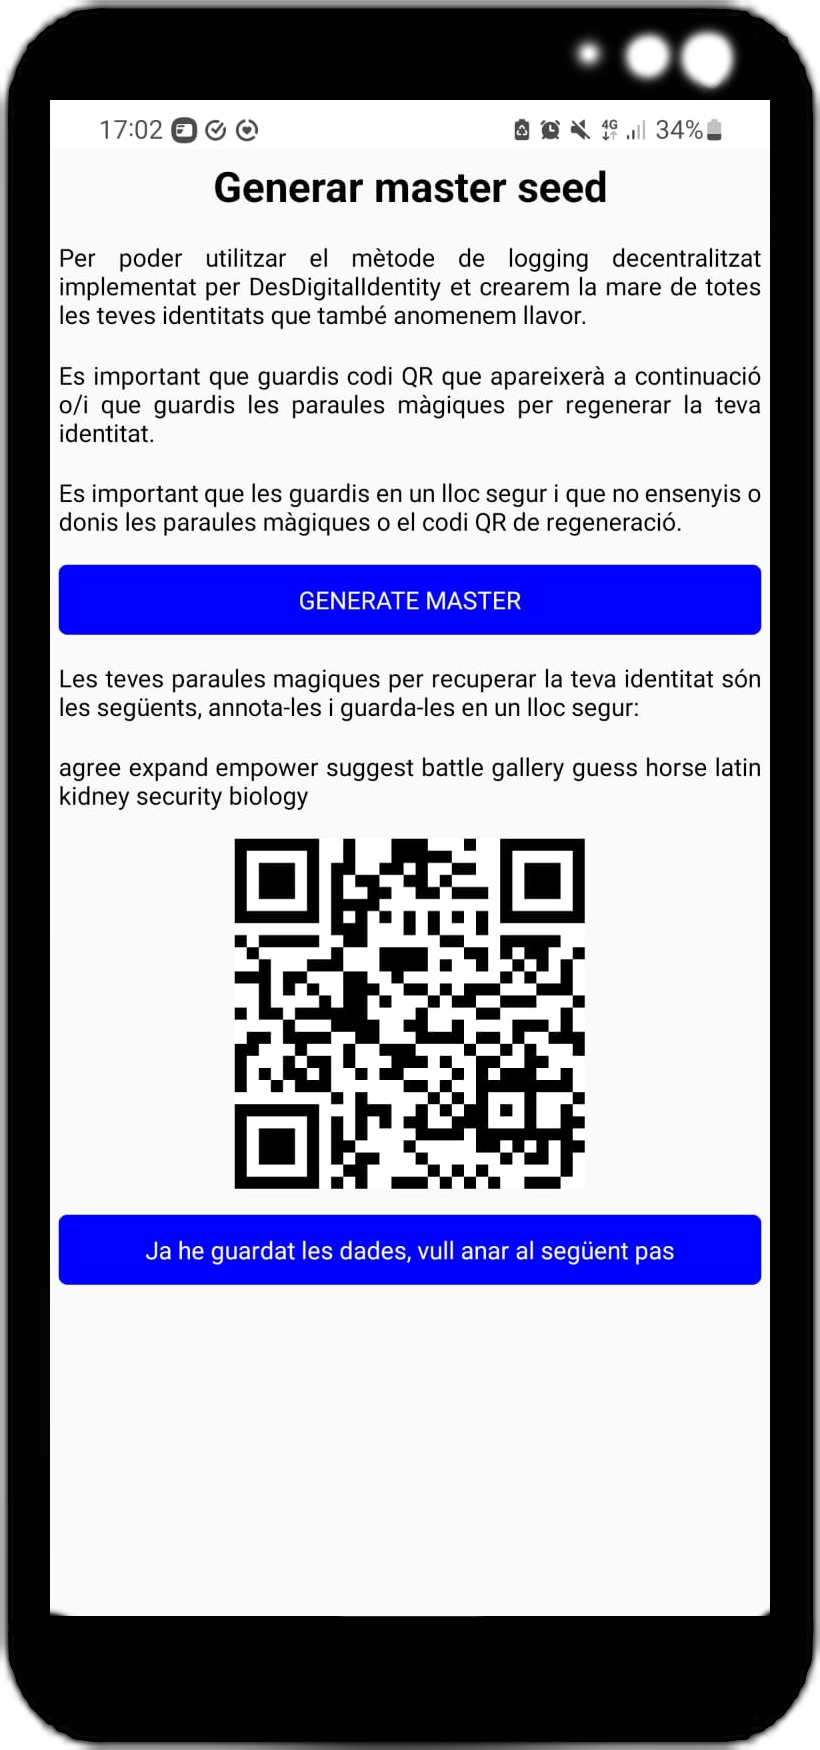 17:02 4G 34%
Generar master seed
Per poder utilitzar el mètode de logging decentralitzat
implementat per DesDigitalIdentity et crearem la mare de totes
les teves identitats que també anomenem llavor.
Es important que guardis codi QR que apareixerà a continuació
o/i que guardis les paraules màgiques per regenerar la teva
identitat.
Es important que les guardis en un lloc segur i que no ensenyis o
donis les paraules màgiques o el codi QR de regeneració.
GENERATE MASTER
Les teves paraules magiques per recuperar la teva identitat són
les següents, annota-les i guarda-les en un lloc segur:
agree expand empower suggest battle gallery guess horse latin
kidney security biology
Ja he guardat les dades, vull anar al següent pas